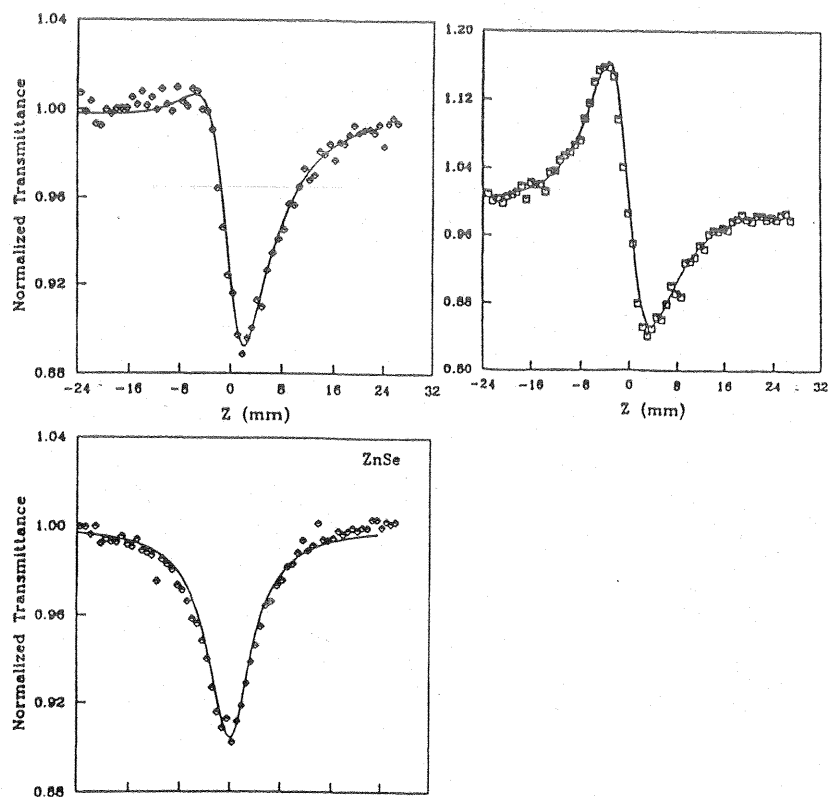 1.04
1.00
0.96
0.92
0.88
Normalized Transmittance
-24 -16 -8 0 8 16 24 32
Z (mm)
1.20
1.12
1.04
0.96
0.88
0.80
-24 -16 -8 0 8 16 24 32
Z (mm)
1.04
1.00
0.96
0.92
0.88
Normalized Transmittance
ZnSe